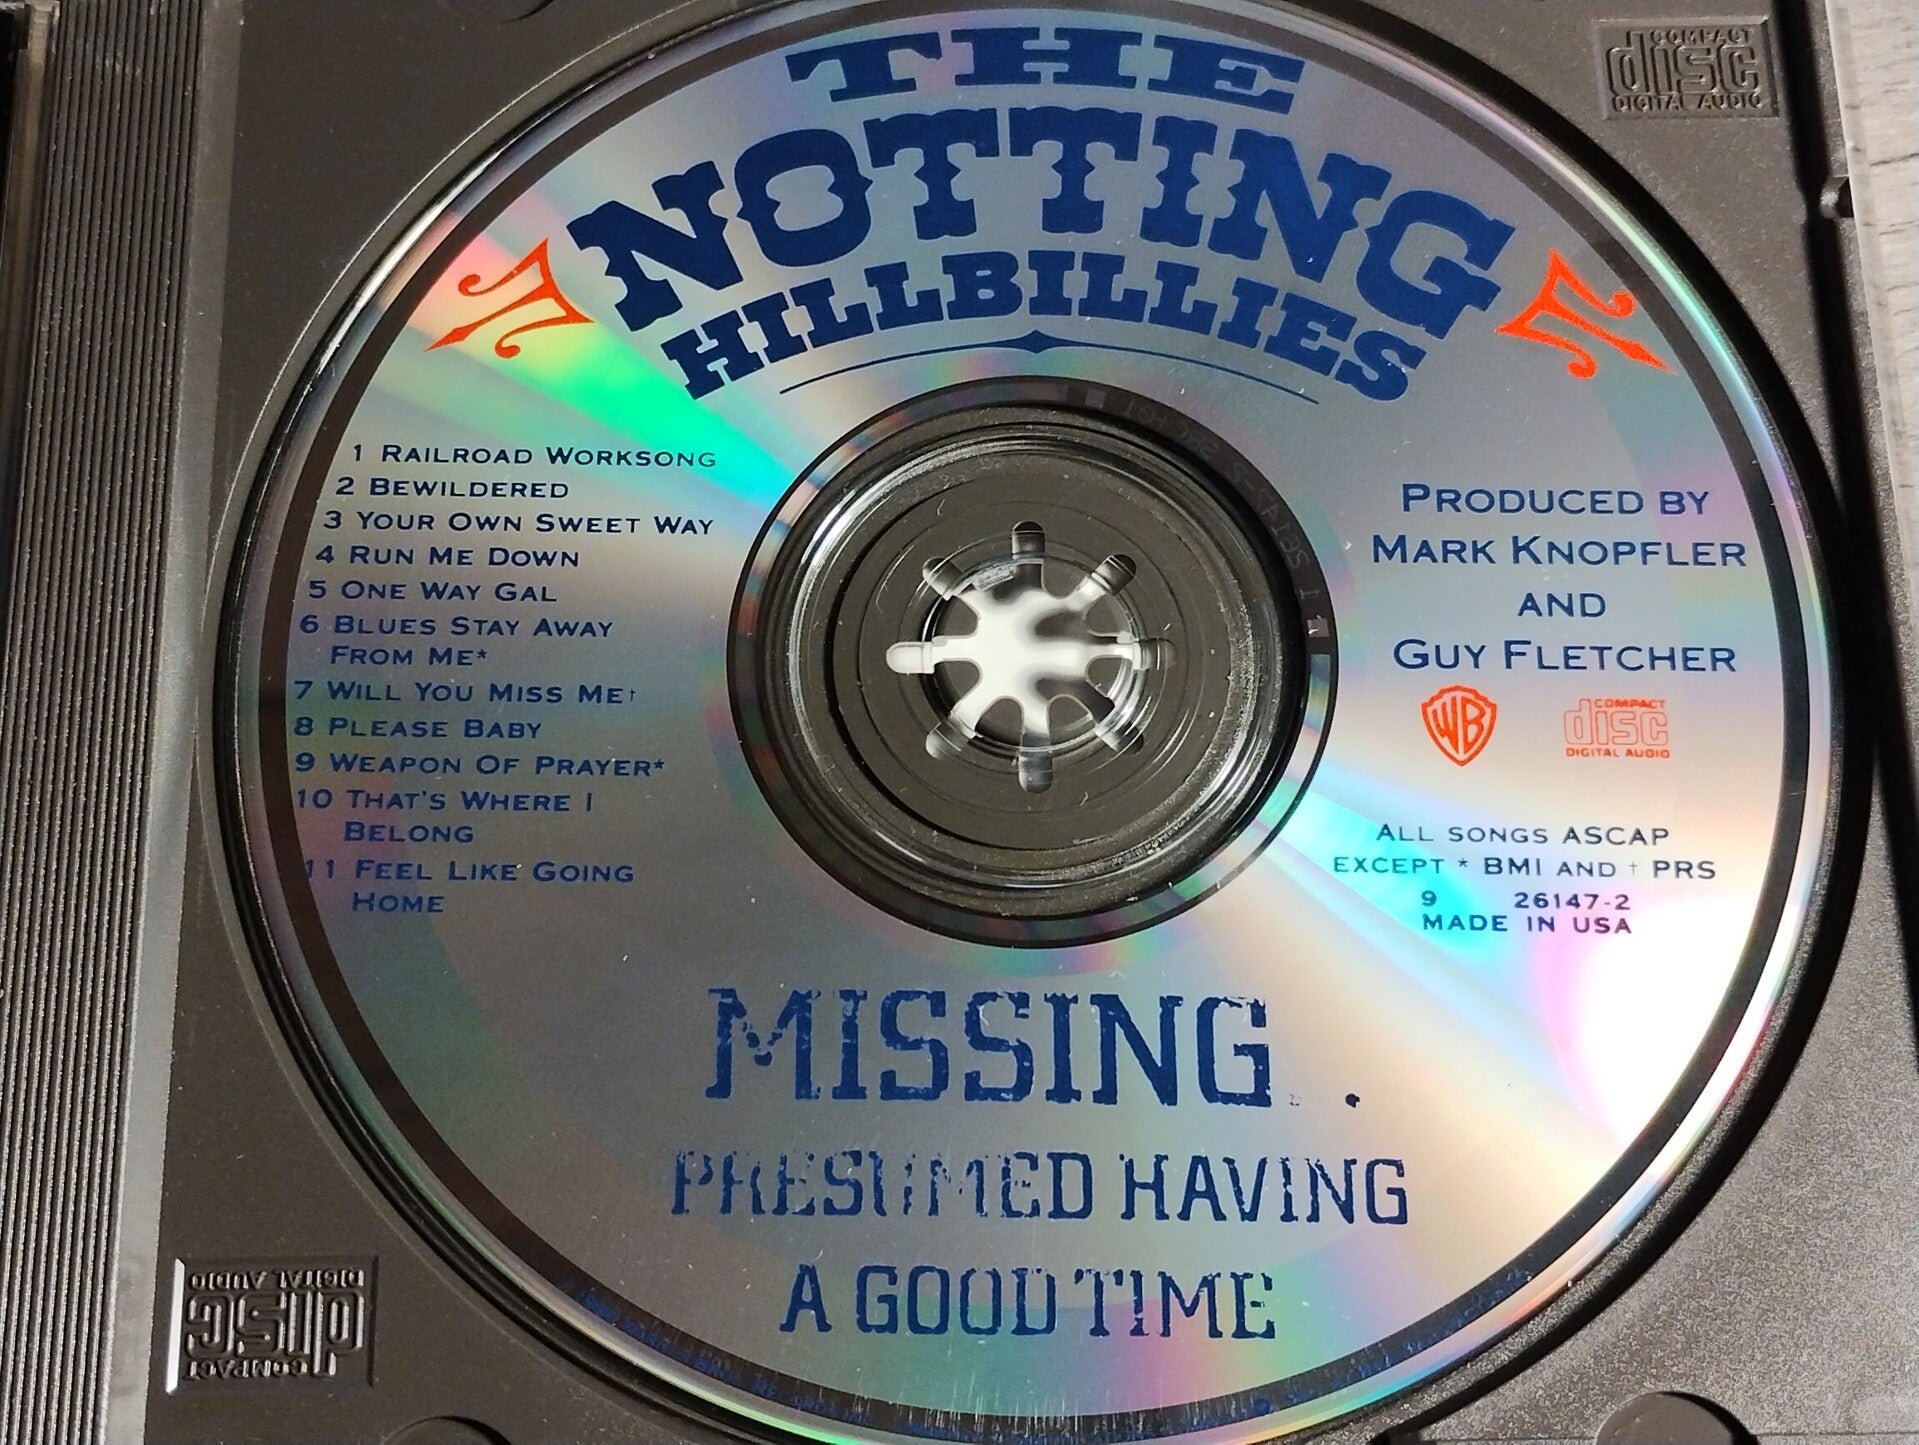 THE
NOTTING
HILLBILLIES
COMPACT
disc
DIGITAL AUDIO
1 RAILROAD WORKSONG
2 BEWILDERED
3 YOUR OWN SWEET WAY
4 RUN ME DOWN
5 ONE WAY GAL
6 BLUES STAY AWAY
FROM ME*
7 WILL YOU MISS ME†
8 PLEASE BABY
9 WEAPON OF PRAYER*
10 THAT'S WHERE I
BELONG
11 FEEL LIKE GOING
HOME
PRODUCED BY
MARK KNOPFLER
AND
GUY FLETCHER
WB
COMPACT
disc
DIGITAL AUDIO
ALL SONGS ASCAP
EXCEPT * BMI AND † PRS
9 26147-2
MADE IN USA
MISSING. .
PRESUMED HAVING
A GOOD TIME
COMPACT
disc
DIGITAL AUDIO